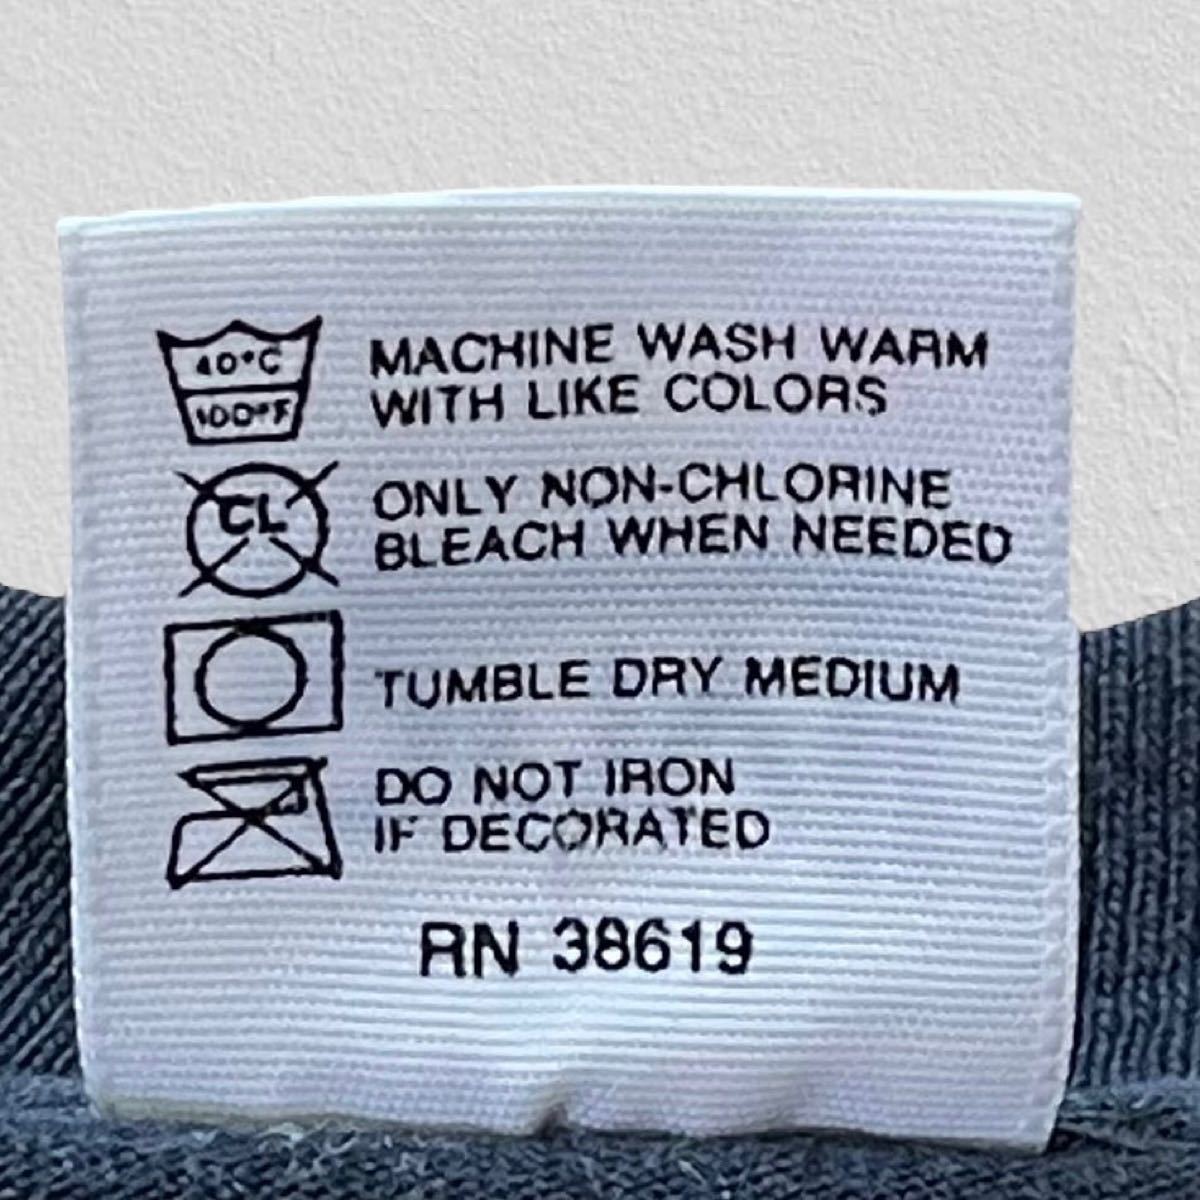 40°C
100°F
MACHINE WASH WARM
WITH LIKE COLORS
CL
ONLY NON-CHLORINE
BLEACH WHEN NEEDED
TUMBLE DRY MEDIUM
DO NOT IRON
IF DECORATED
RN 38619